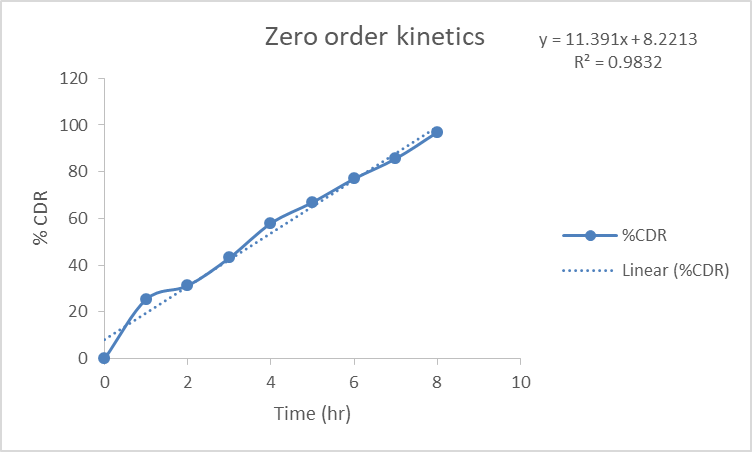 Zero order kinetics
y = 11.391x + 8.2213
R² = 0.9832
120
100
80
60
40
20
0
% CDR
0 2 4 6 8 10
Time (hr)
%CDR
Linear (%CDR)